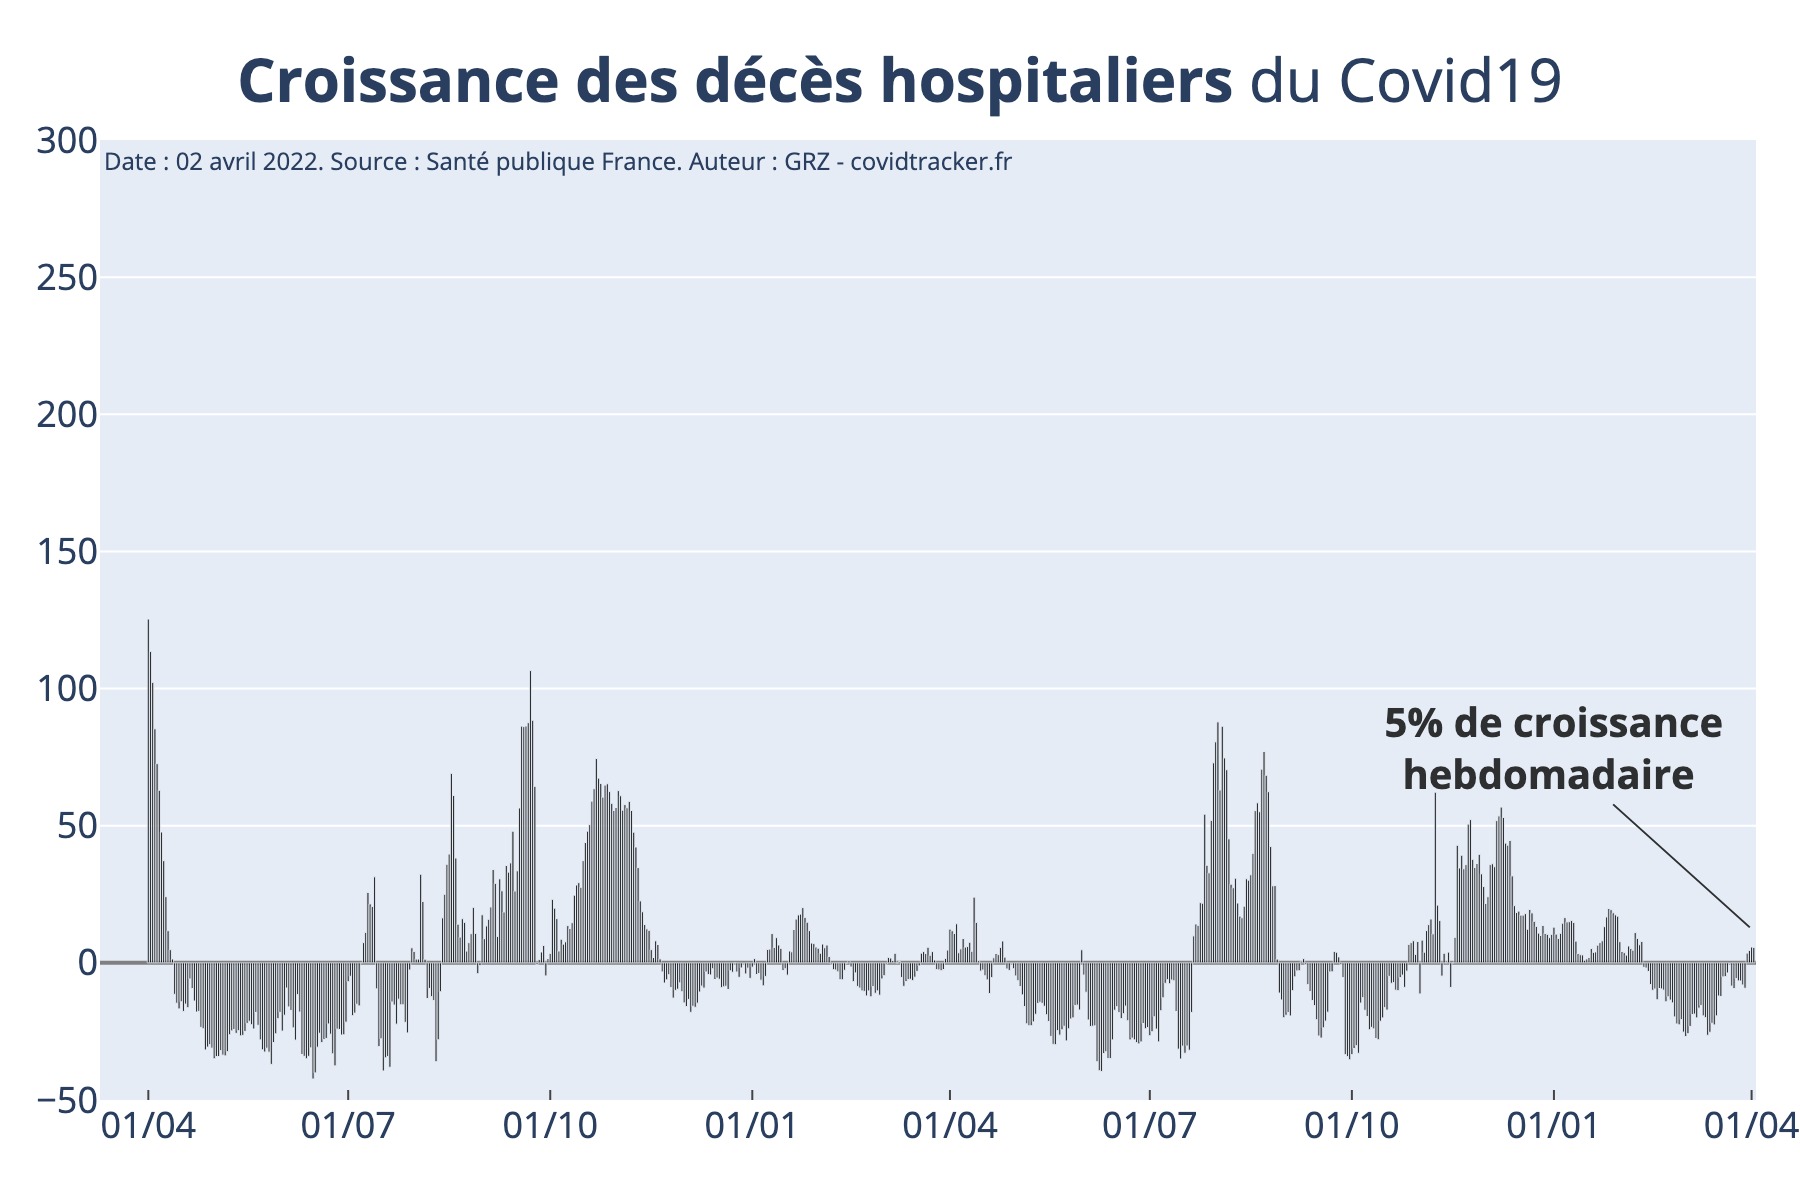 Croissance des décès hospitaliers du Covid19
300
Date : 02 avril 2022. Source : Santé publique France. Auteur : GRZ - covidtracker.fr
250
200
150
100
5% de croissance
hebdomadaire
50
0
−50
01/04 01/07 01/10 01/01 01/04 01/07 01/10 01/01 01/04